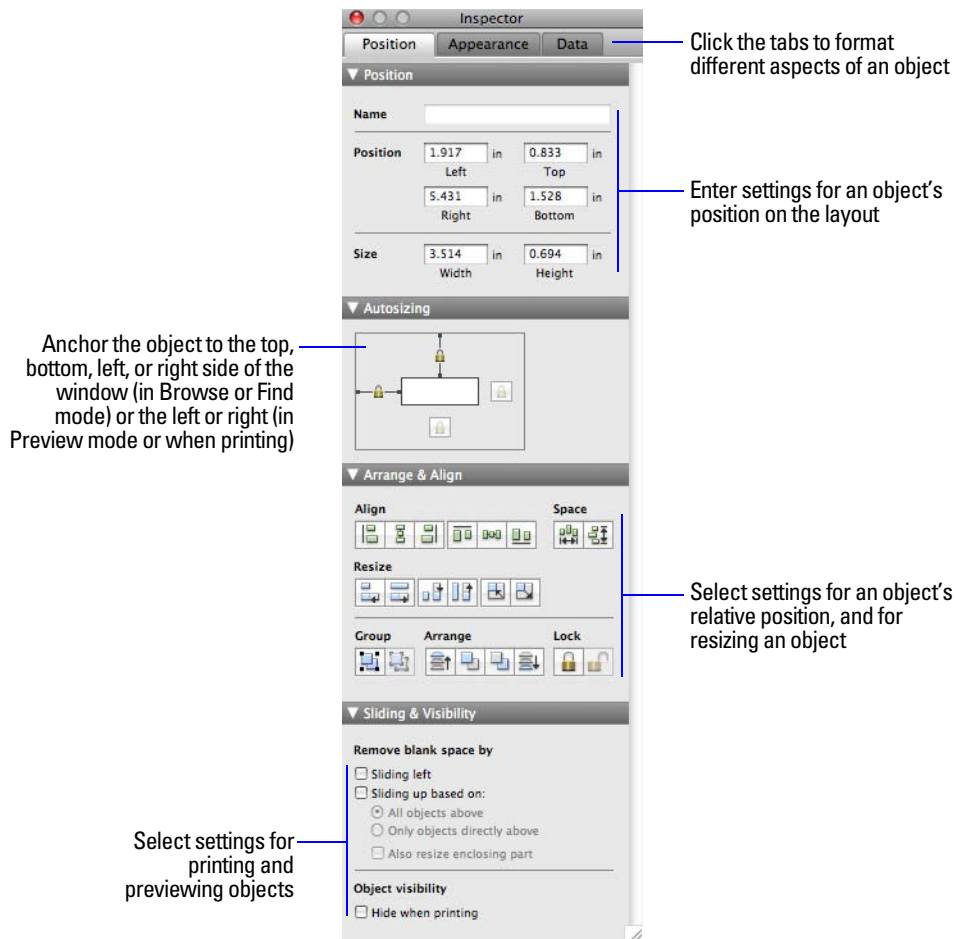 Inspector
Position Appearance Data
Click the tabs to format
different aspects of an object
Position
Name
Position 1.917 in 0.833 in
Left Top
5.431 in 1.528 in
Right Bottom
Enter settings for an object's
position on the layout
Size 3.514 in 0.694 in
Width Height
Autosizing
Anchor the object to the top,
bottom, left, or right side of the
window (in Browse or Find
mode) or the left or right (in
Preview mode or when printing)
Arrange & Align
Align Space
Resize
Select settings for an object's
relative position, and for
resizing an object
Group Arrange Lock
Sliding & Visibility
Remove blank space by
Sliding left
Sliding up based on:
All objects above
Only objects directly above
Also resize enclosing part
Select settings for
printing and
previewing objects
Object visibility
Hide when printing